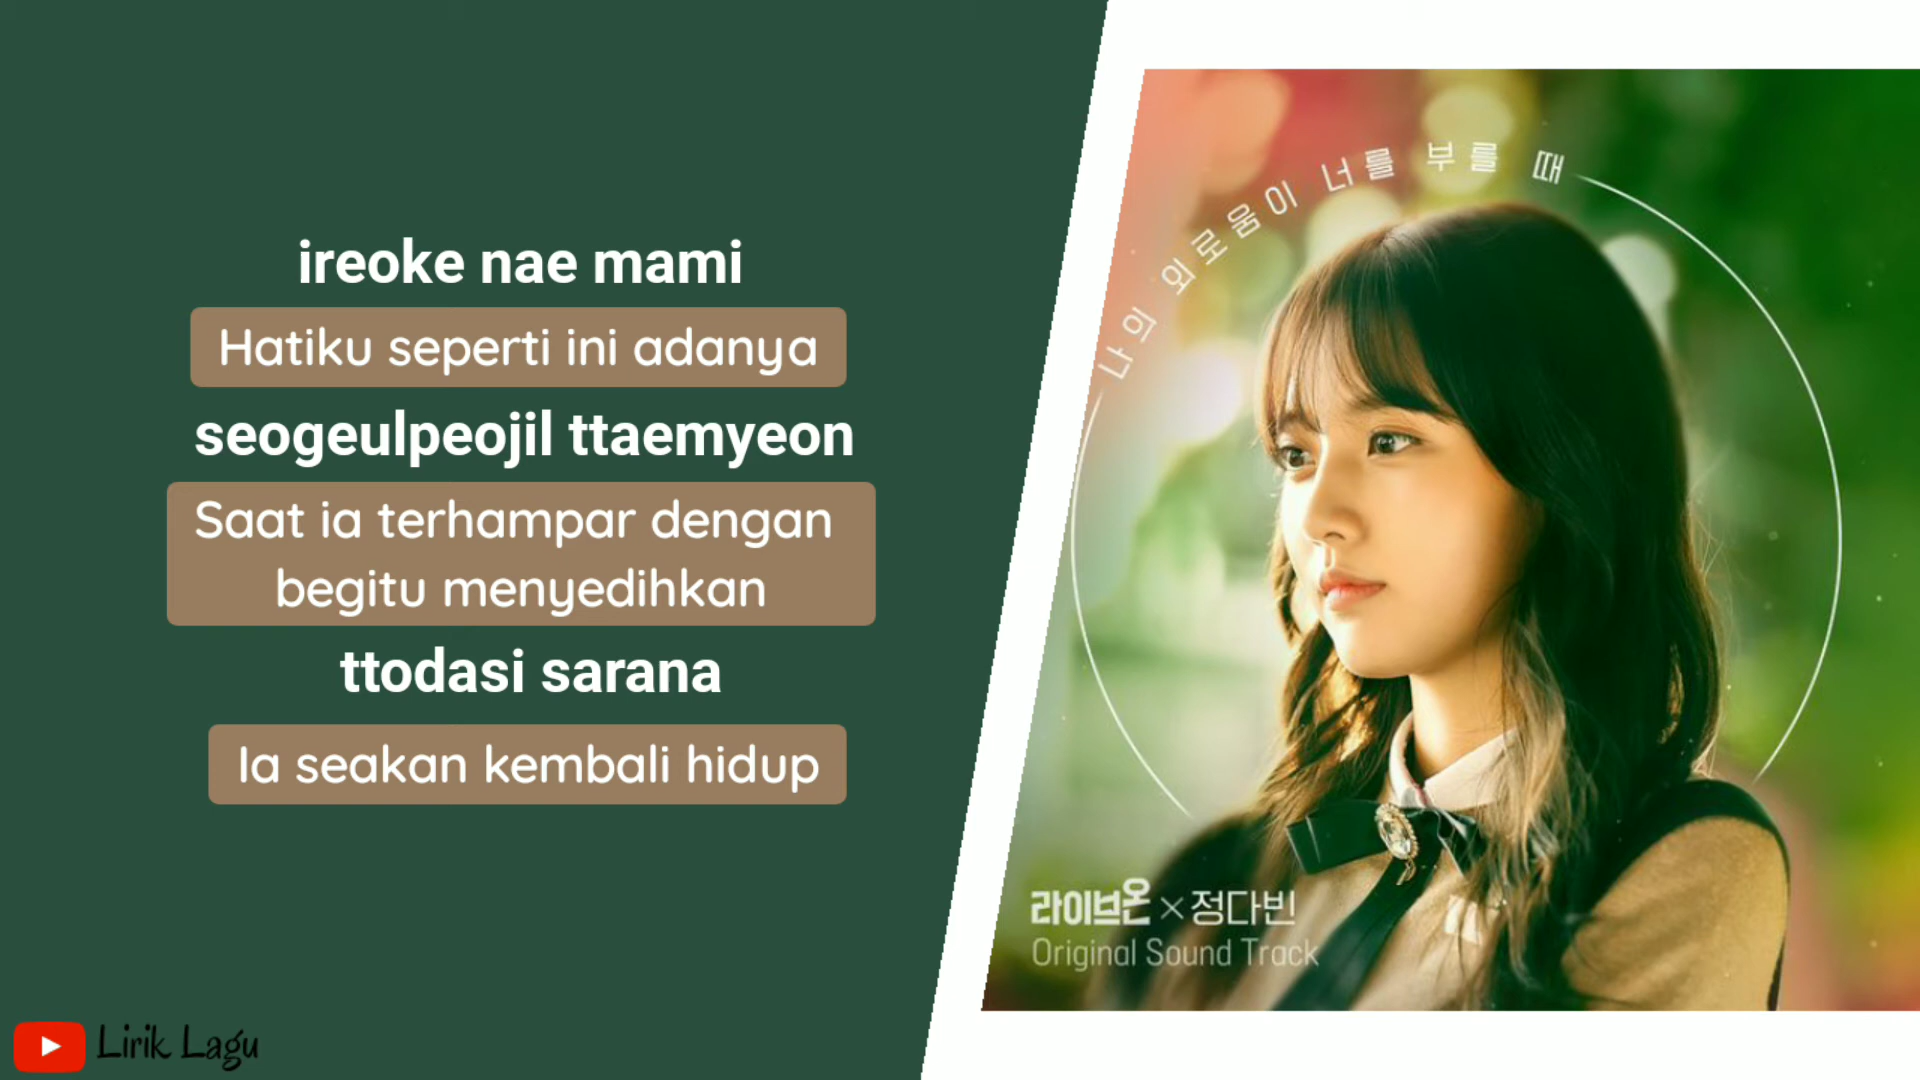 ireoke nae mami
Hatiku seperti ini adanya
seogeulpeojil ttaemyeon
Saat ia terhampar dengan
begitu menyedihkan
ttodasi sarana
Ia seakan kembali hidup
Lirik Lagu
나의 외로움이 너를 부를 때
라이브온×정다빈
Original Sound Track